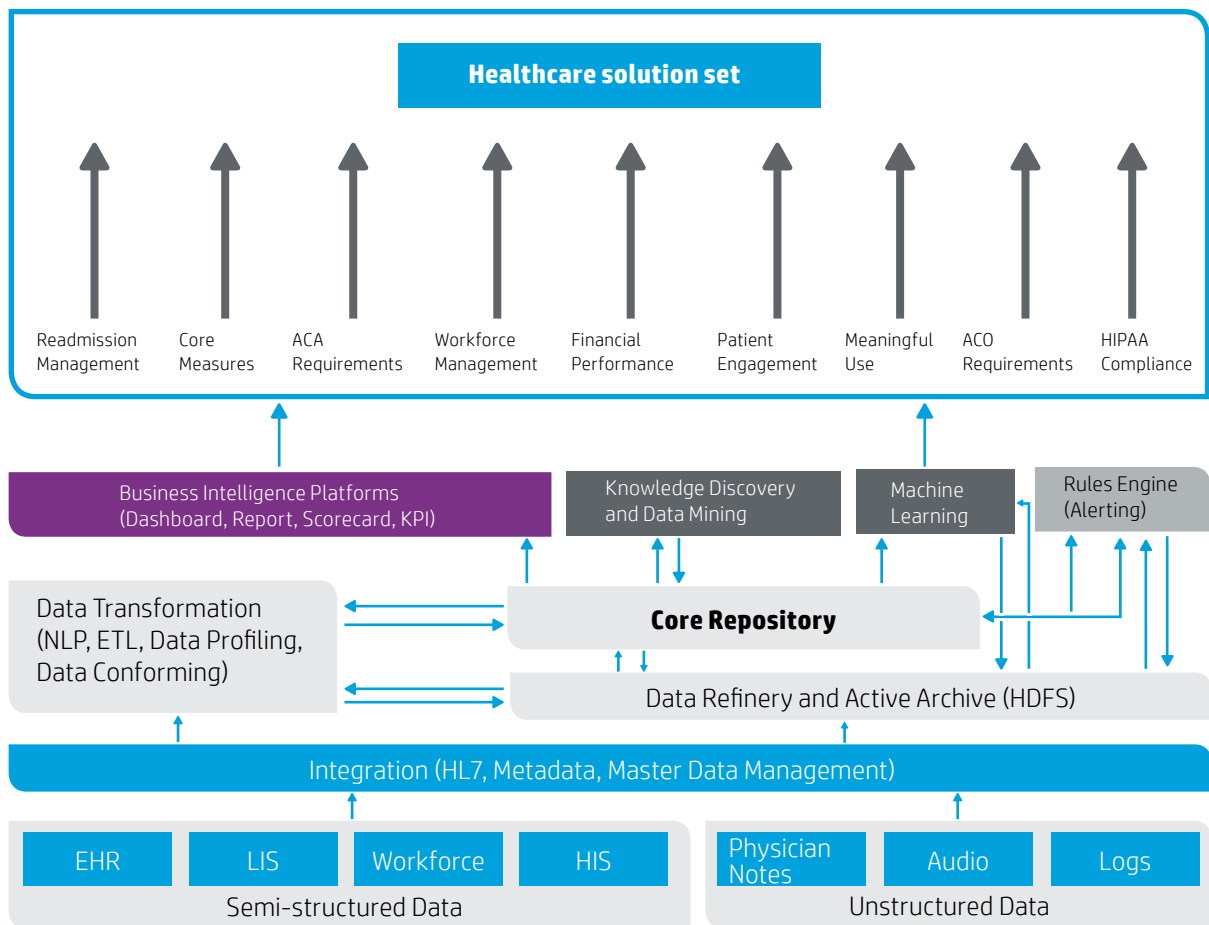 Healthcare solution set
Readmission
Management
Core
Measures
ACA
Requirements
Workforce
Management
Financial
Performance
Patient
Engagement
Meaningful
Use
ACO
Requirements
HIPAA
Compliance
Business Intelligence Platforms
(Dashboard, Report, Scorecard, KPI)
Knowledge Discovery
and Data Mining
Machine
Learning
Rules Engine
(Alerting)
Data Transformation
(NLP, ETL, Data Profiling,
Data Conforming)
Core Repository
Data Refinery and Active Archive (HDFS)
Integration (HL7, Metadata, Master Data Management)
EHR
LIS
Workforce
HIS
Semi-structured Data
Physician
Notes
Audio
Logs
Unstructured Data